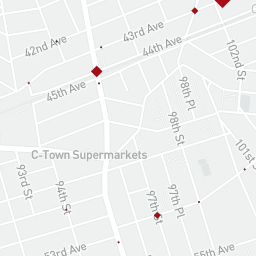 42nd Ave
43rd Ave
44th Ave
102nd St
45th Ave
98th Pl
98th St
C-Town Supermarkets
101st S
93rd St
94th St
97th St
97th Pl
53rd Ave
55th Ave